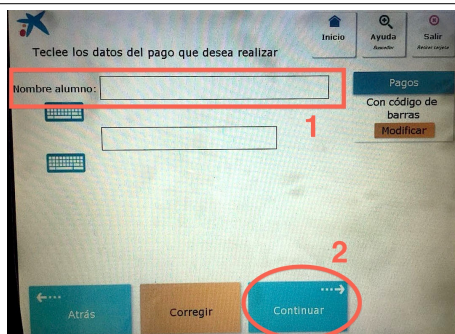 Inicio
Ayuda
Salir
Teclee los datos del pago que desea realizar
Nombre alumno:
1
Pagos
Con código de
barras
Modificar
2
Atrás
Corregir
Continuar